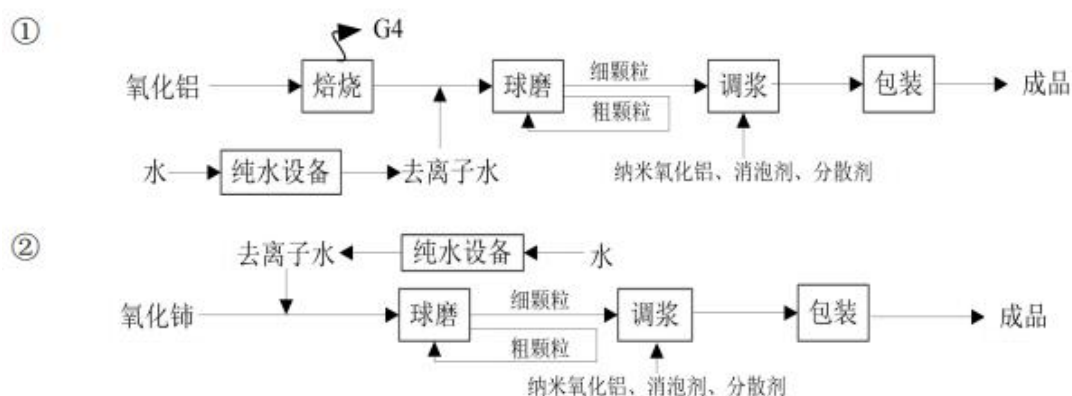 ①
G4
氧化铝
焙烧
球磨
细颗粒
粗颗粒
调浆
包装
成品
水
纯水设备
去离子水
纳米氧化铝、消泡剂、分散剂
②
去离子水
纯水设备
水
氧化铈
球磨
细颗粒
粗颗粒
调浆
包装
成品
纳米氧化铝、消泡剂、分散剂